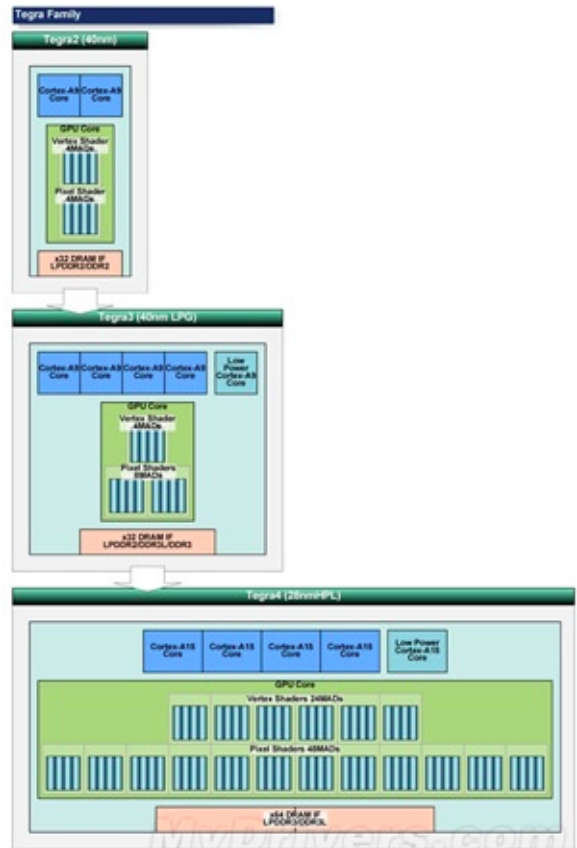 Tegra Family
Tegra2 (40nm)
Cortex-A9 Core
Cortex-A9 Core
GPU Core
Vertex Shader
4MADs
Pixel Shader
4MADs
x32 DRAM IF
LPDDR2/DDR2
Tegra3 (40nm LPG)
Cortex-A9 Core
Cortex-A9 Core
Cortex-A9 Core
Cortex-A9 Core
Low Power Cortex-A9 Core
GPU Core
Vertex Shader
4MADs
Pixel Shaders
8MADs
x32 DRAM IF
LPDDR2/DDR3L/DDR3
Tegra4 (28nmHPL)
Cortex-A15 Core
Cortex-A15 Core
Cortex-A15 Core
Cortex-A15 Core
Low Power Cortex-A15 Core
GPU Core
Vertex Shaders 24MADs
Pixel Shaders 48MADs
x64 DRAM IF
LPDDR3/DDR3L
MyDrivers.com